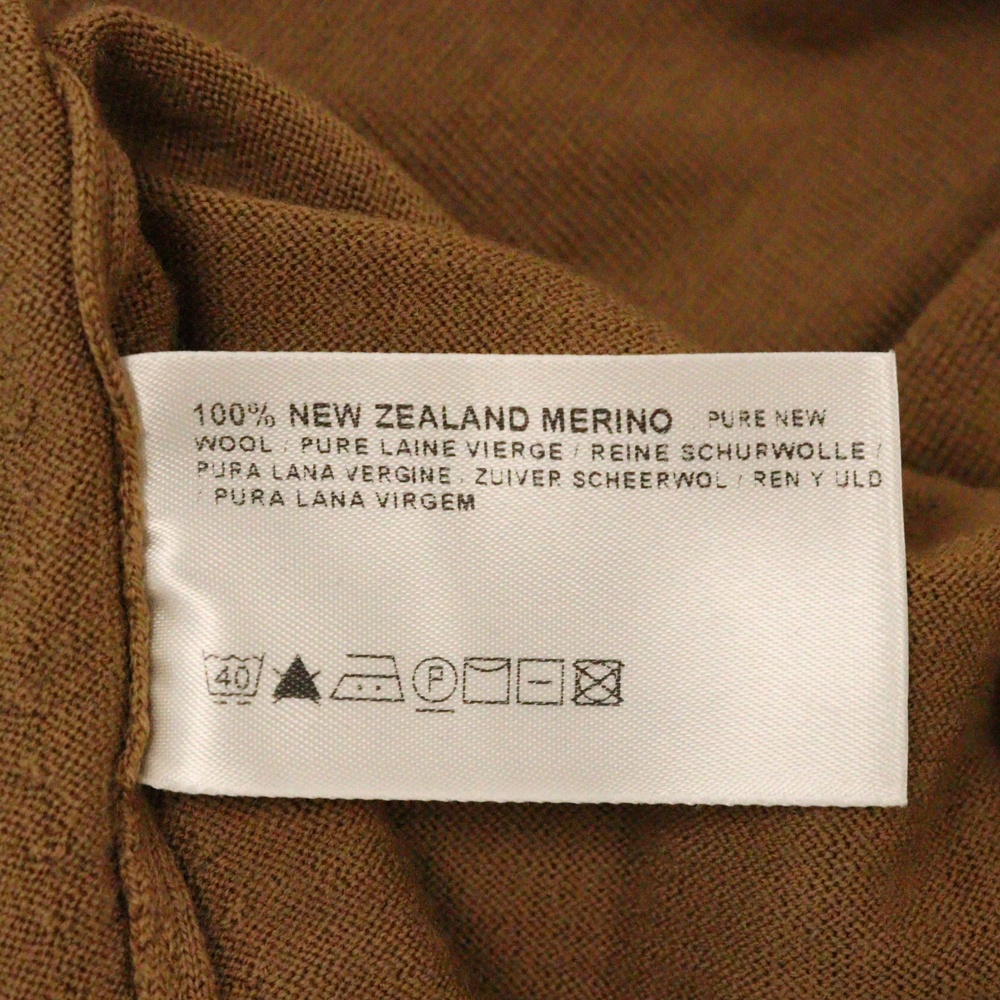 100% NEW ZEALAND MERINO PURE NEW
WOOL / PURE LAINE VIERGE / REINE SCHURWOLLE /
PURA LANA VERGINE / ZUIVER SCHEERWOL / REN Y ULD
/ PURA LANA VIRGEM
40 P